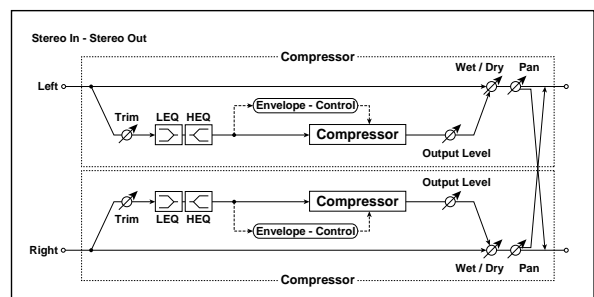 Stereo In - Stereo Out
Compressor
Wet / Dry Pan
Left
Envelope - Control
Trim LEQ HEQ
Compressor
Output Level
Output Level
Compressor
Trim LEQ HEQ
Envelope - Control
Right
Wet / Dry Pan
Compressor